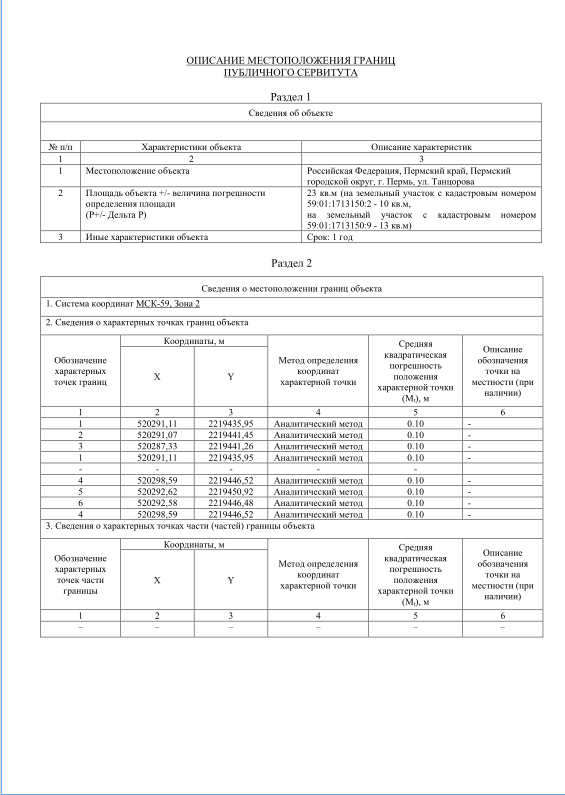 ОПИСАНИЕ МЕСТОПОЛОЖЕНИЯ ГРАНИЦ
ПУБЛИЧНОГО СЕРВИТУТА
Раздел 1
Сведения об объекте
№ п/п Характеристики объекта Описание характеристик
1 2 3
1 Местоположение объекта Российская Федерация, Пермский край, Пермский
городской округ, г. Пермь, ул. Танцорова
2 Площадь объекта +/- величина погрешности 23 кв.м (на земельный участок с кадастровым номером
определения площади 59:01:1713150:2 - 10 кв.м,
(Р+/- Дельта Р) на земельный участок с кадастровым номером
59:01:1713150:9 - 13 кв.м)
3 Иные характеристики объекта Срок: 1 год
Раздел 2
Сведения о местоположении границ объекта
1. Система координат МСК-59, Зона 2
2. Сведения о характерных точках границ объекта
Обозначение
характерных
точек границ
Координаты, м
X Y
Метод определения
координат
характерной точки
Средняя
квадратическая
погрешность
положения
характерной точки
(Mt), м
Описание
обозначения
точки на
местности (при
наличии)
1 2 3 4 5 6
1 520291,11 2219435,95 Аналитический метод 0.10 -
2 520291,07 2219441,45 Аналитический метод 0.10 -
3 520287,33 2219441,26 Аналитический метод 0.10 -
1 520291,11 2219435,95 Аналитический метод 0.10 -
- - - - -
4 520298,59 2219446,52 Аналитический метод 0.10 -
5 520292,62 2219450,92 Аналитический метод 0.10 -
6 520292,58 2219446,48 Аналитический метод 0.10 -
4 520298,59 2219446,52 Аналитический метод 0.10 -
3. Сведения о характерных точках части (частей) границы объекта
Обозначение
характерных
точек части
границы
Координаты, м
X Y
Метод определения
координат
характерной точки
Средняя
квадратическая
погрешность
положения
характерной точки
(Mt), м
Описание
обозначения
точки на
местности (при
наличии)
1 2 3 4 5 6
– – – – – –